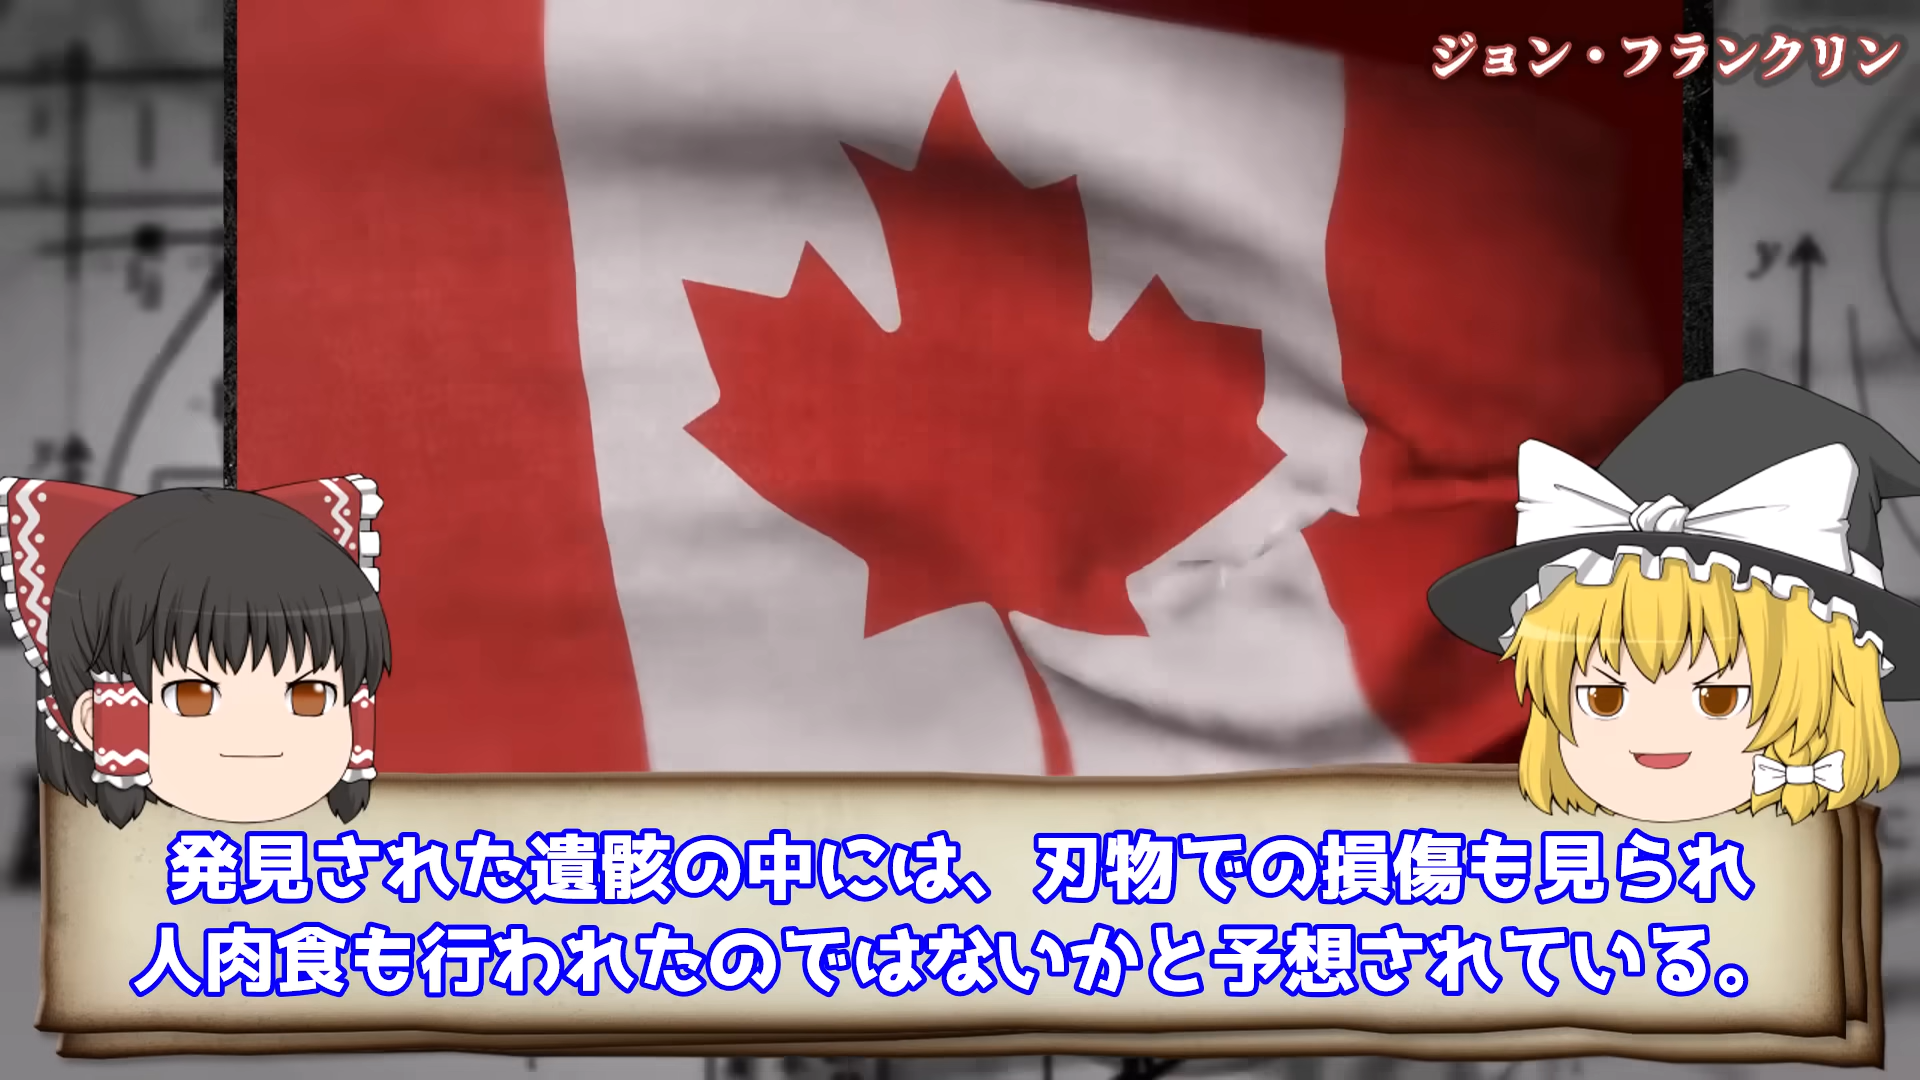 ジョン・フランクリン
y
発見された遺骸の中には、刃物での損傷も見られ
人肉食も行われたのではないかと予想されている。